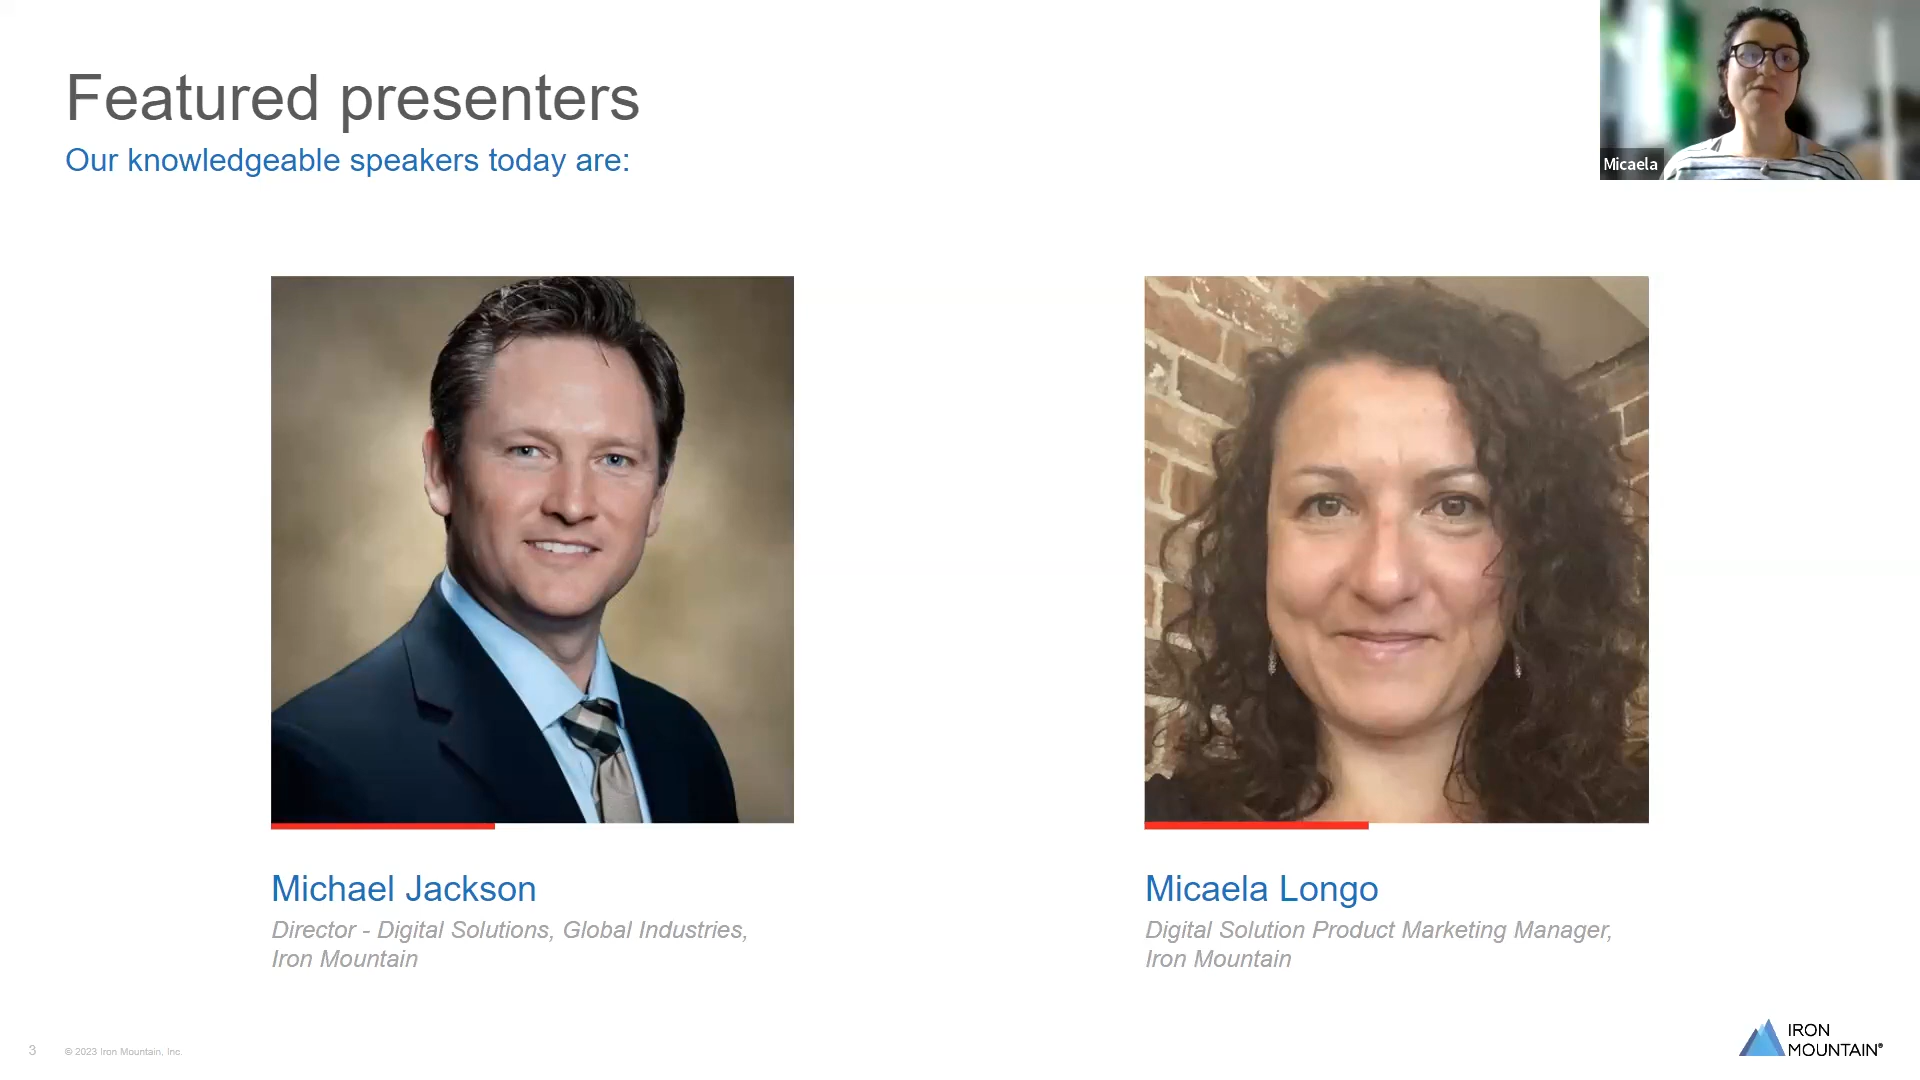 Featured presenters
Our knowledgeable speakers today are:
Micaela
Michael Jackson
Director - Digital Solutions, Global Industries,
Iron Mountain
Micaela Longo
Digital Solution Product Marketing Manager,
Iron Mountain
3
© 2023 Iron Mountain, Inc.
IRON
MOUNTAIN®